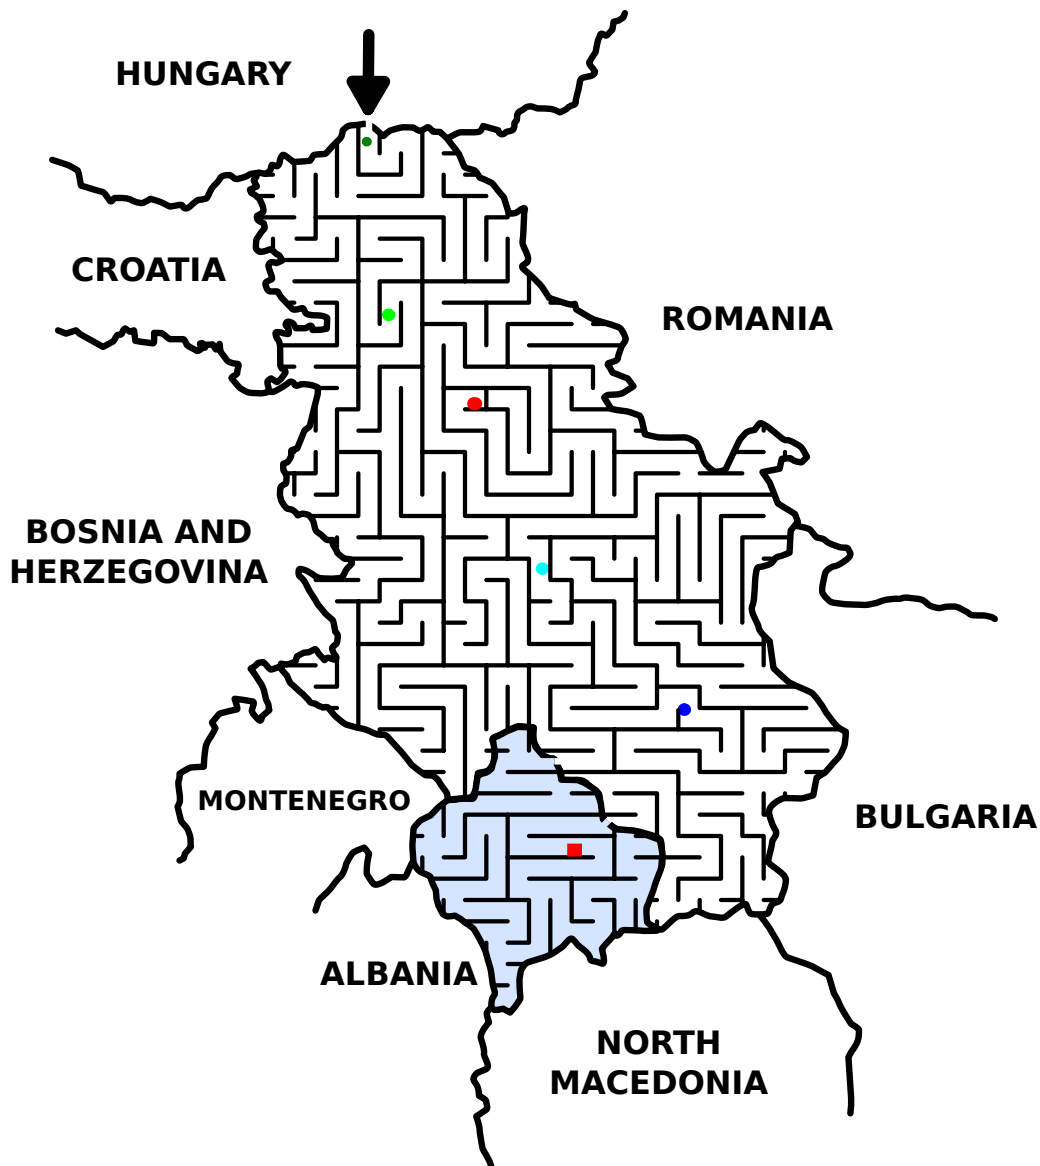 HUNGARY
CROATIA
ROMANIA
BOSNIA AND
HERZEGOVINA
MONTENEGRO
BULGARIA
ALBANIA
NORTH
MACEDONIA